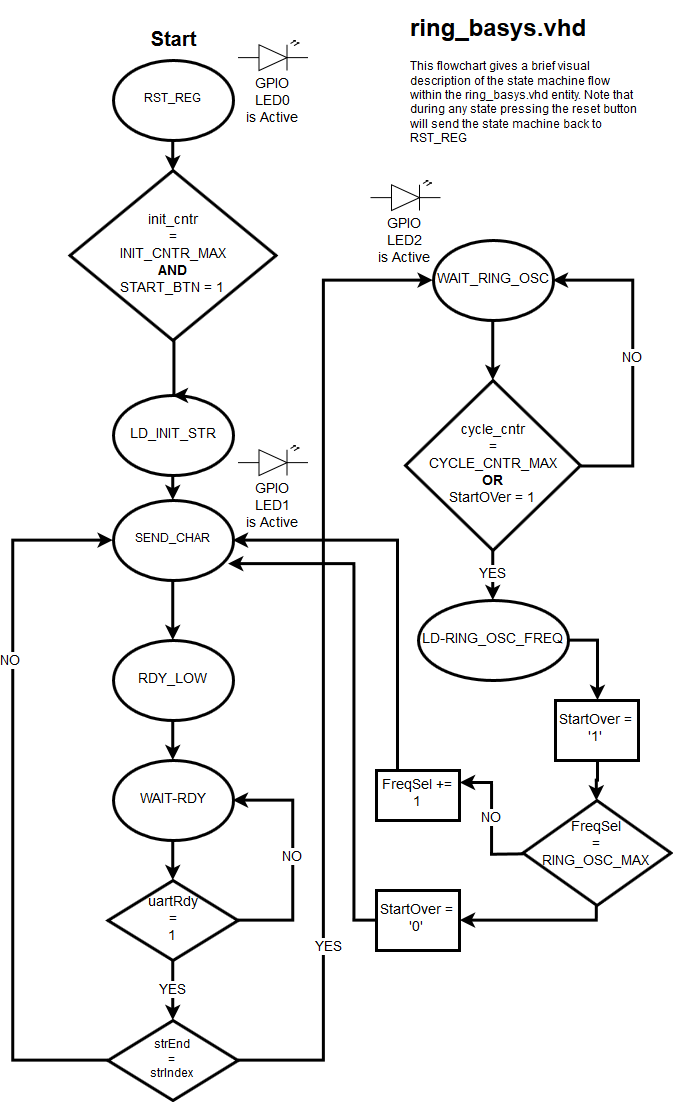 ring_basys.vhd
This flowchart gives a brief visual
description of the state machine flow
within the ring_basys.vhd entity. Note that
during any state pressing the reset button
will send the state machine back to
RST_REG
Start
GPIO
LED0
is Active
RST_REG
init_cntr
=
INIT_CNTR_MAX
AND
START_BTN = 1
LD_INIT_STR
GPIO
LED1
is Active
SEND_CHAR
NO
RDY_LOW
WAIT-RDY
NO
uartRdy
=
1
YES
strEnd
=
strIndex
YES
GPIO
LED2
is Active
WAIT_RING_OSC
NO
cycle_cntr
=
CYCLE_CNTR_MAX
OR
StartOVer = 1
YES
LD-RING_OSC_FREQ
StartOver =
'1'
FreqSel
=
RING_OSC_MAX
NO
FreqSel +=
1
StartOver =
'0'